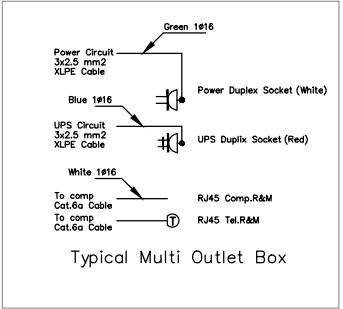 Green 1Ø16
Power Circuit
3x2.5 mm2
XLPE Cable
Power Duplex Socket (White)
Blue 1Ø16
UPS Circuit
3x2.5 mm2
XLPE Cable
UPS Duplix Socket (Red)
White 1Ø16
To comp
Cat.6a Cable
RJ45 Comp.R&M
To comp
Cat.6a Cable
T
RJ45 Tel.R&M
Typical Multi Outlet Box